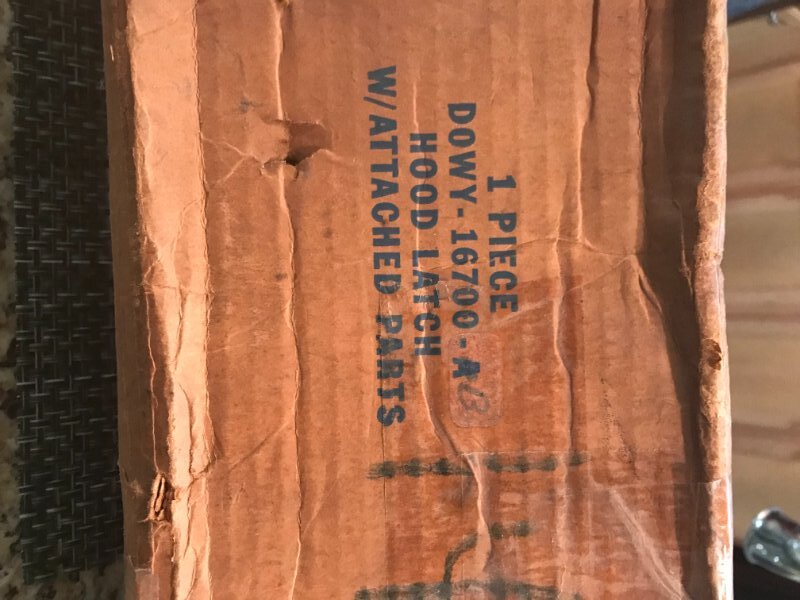 1 PIECE
DOWY-16700-A
HOOD LATCH
W/ATTACHED PARTS